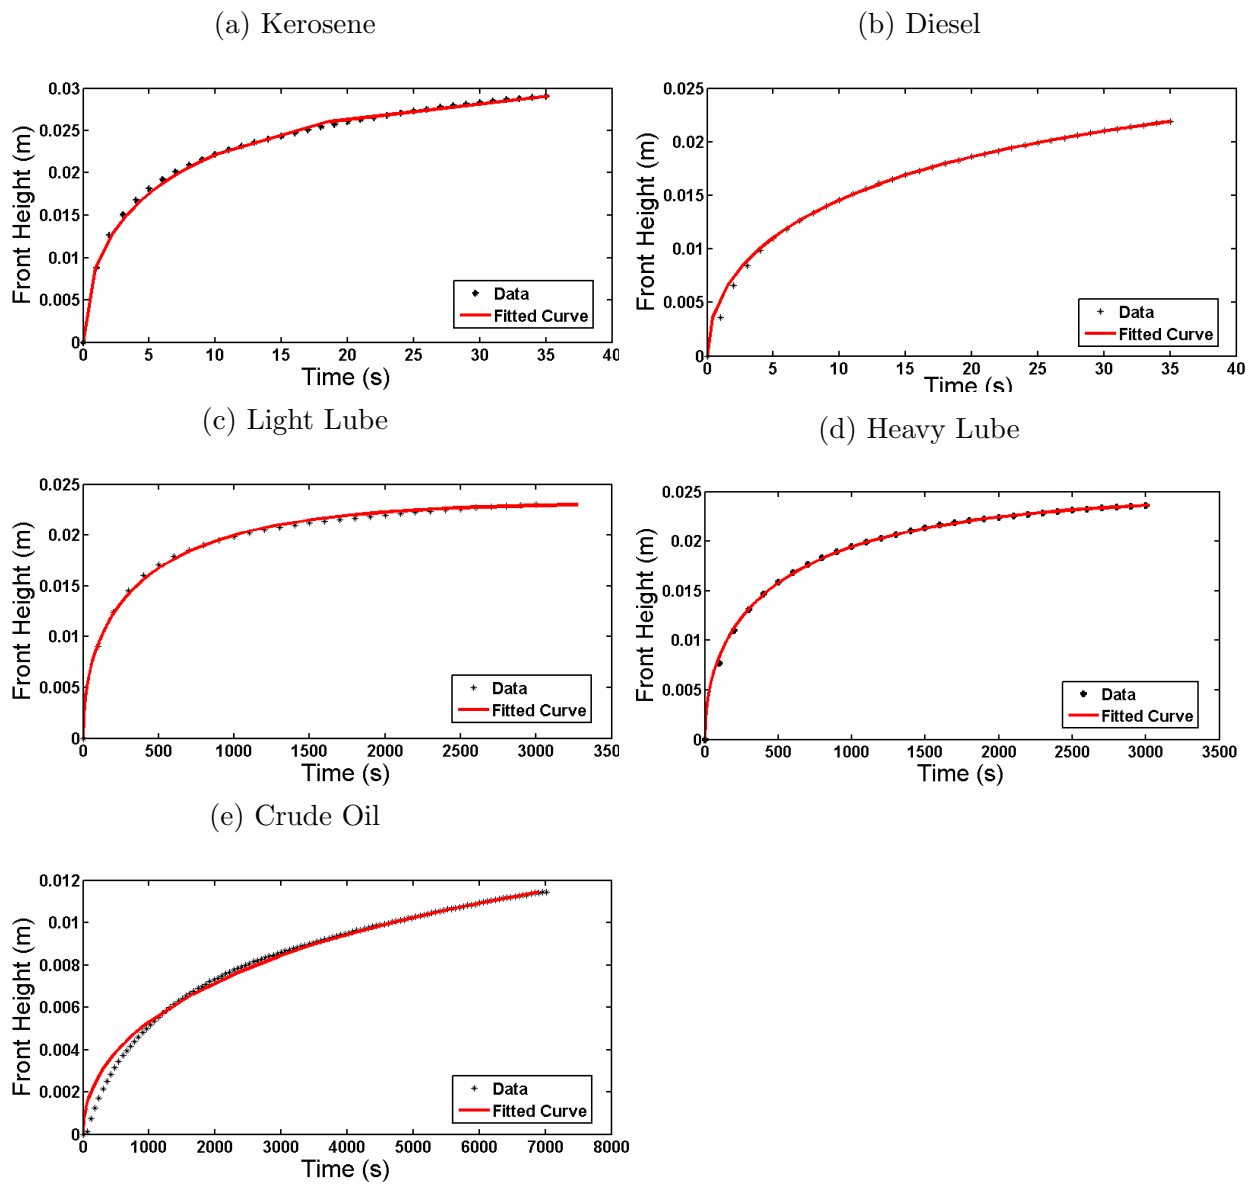 (a) Kerosene
0.03
0.025
0.02
0.015
0.01
0.005
0
Front Height (m)
Data
Fitted Curve
0 5 10 15 20 25 30 35 40
Time (s)
(b) Diesel
0.025
0.02
0.015
0.01
0.005
0
Front Height (m)
Data
Fitted Curve
0 5 10 15 20 25 30 35 40
Time (s)
(c) Light Lube
0.025
0.02
0.015
0.01
0.005
0
Front Height (m)
Data
Fitted Curve
0 500 1000 1500 2000 2500 3000 350
Time (s)
(d) Heavy Lube
0.025
0.02
0.015
0.01
0.005
0
Front Height (m)
Data
Fitted Curve
0 500 1000 1500 2000 2500 3000 3500
Time (s)
(e) Crude Oil
0.012
0.01
0.008
0.006
0.004
0.002
0
Front Height (m)
Data
Fitted Curve
0 1000 2000 3000 4000 5000 6000 7000 8000
Time (s)